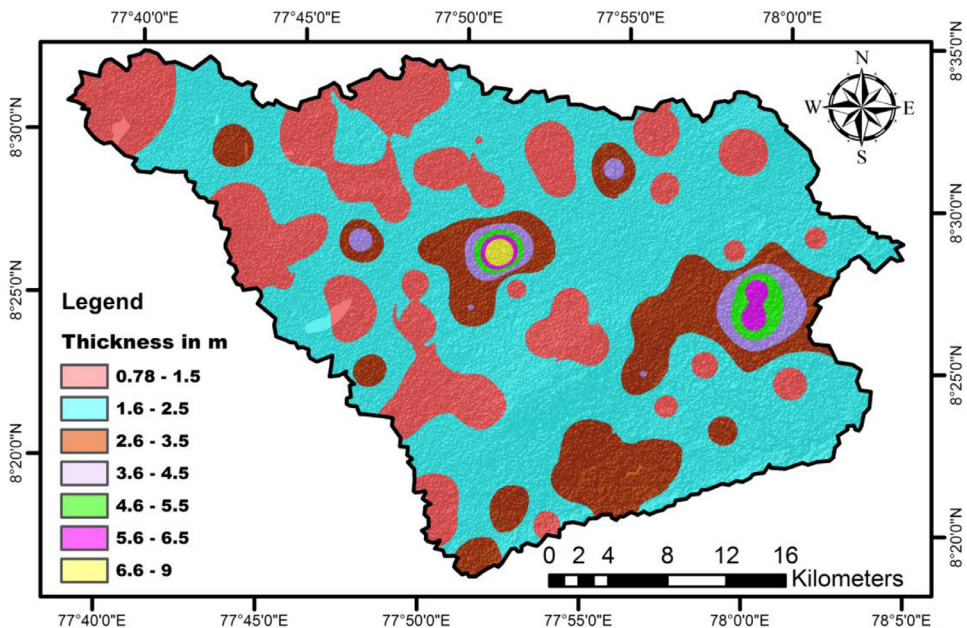 77°40'0"E 77°45'0"E 77°50'0"E 77°55'0"E 78°0'0"E
8°35'0"N
N
W E
S
8°30'0"N
8°30'0"N
8°25'0"N
Legend
Thickness in m
0.78 - 1.5
1.6 - 2.5
2.6 - 3.5
3.6 - 4.5
4.6 - 5.5
5.6 - 6.5
6.6 - 9
8°25'0"N
8°20'0"N
8°20'0"N
0 2 4 8 12 16
Kilometers
77°40'0"E 77°45'0"E 77°50'0"E 77°55'0"E 78°0'0"E 78°5'0"E